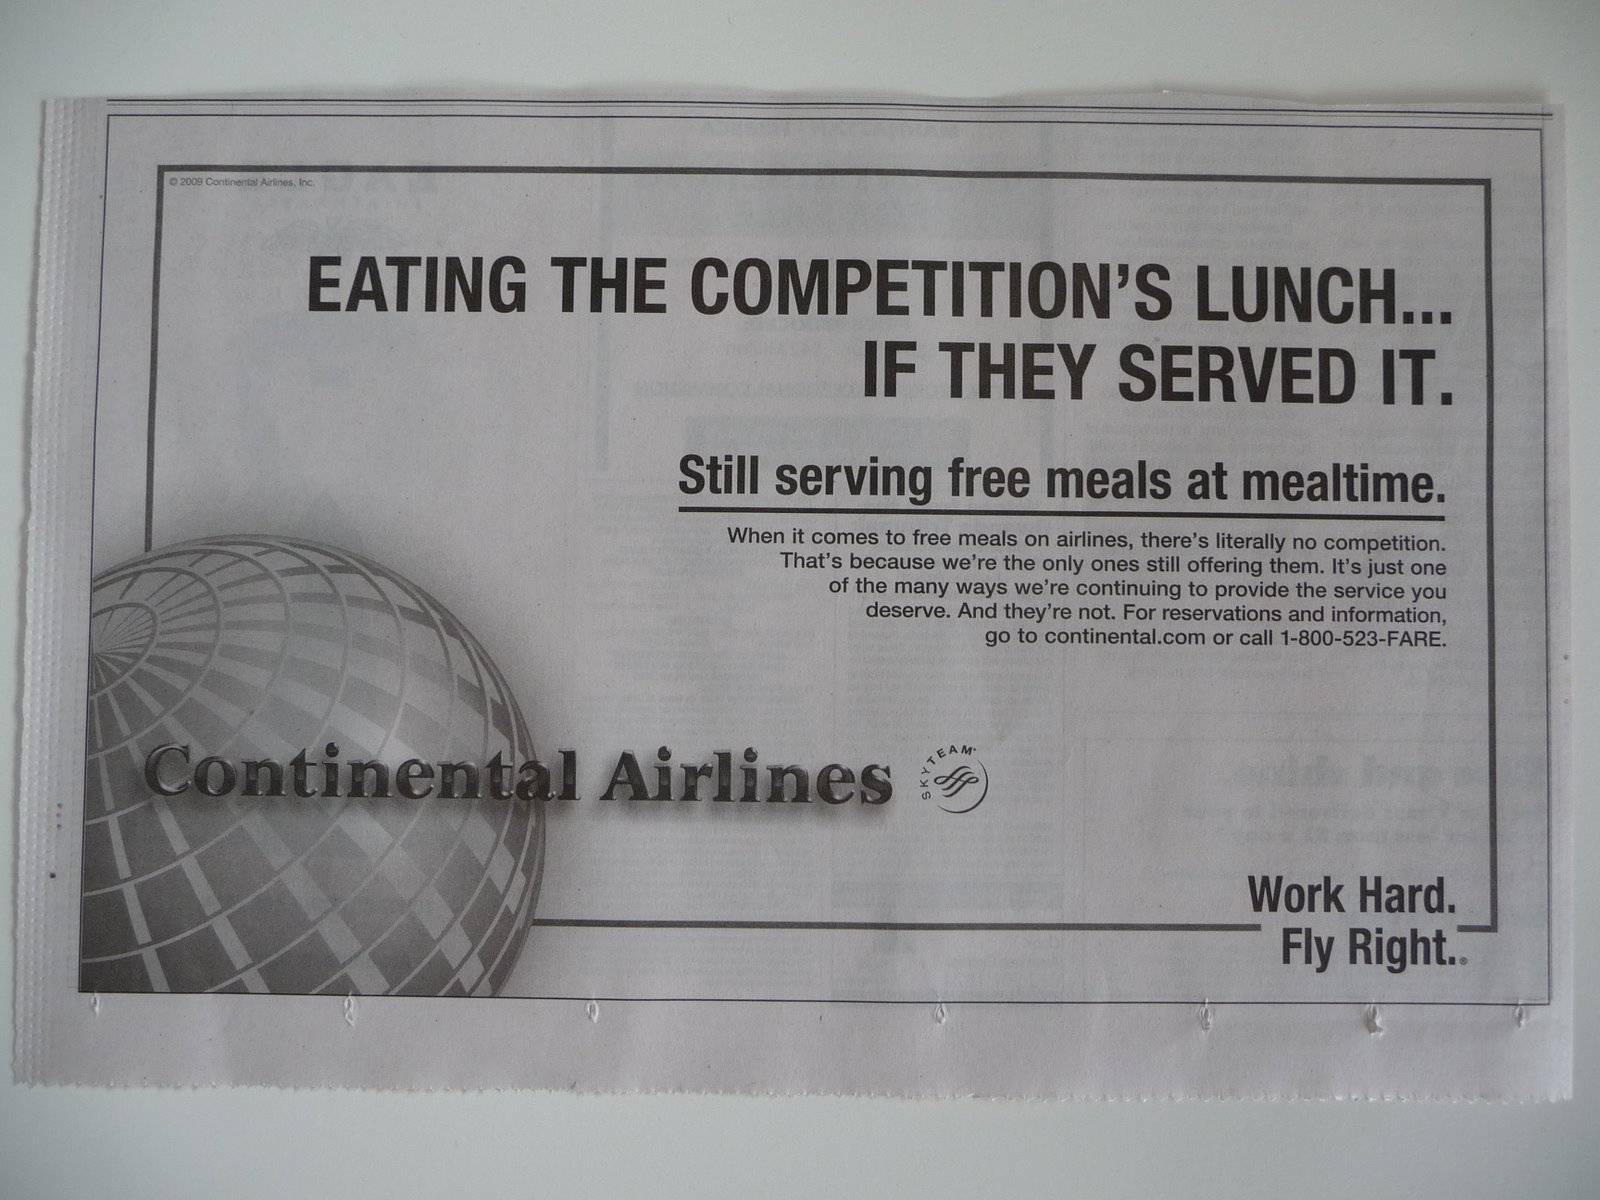 © 2009 Continental Airlines, Inc.
EATING THE COMPETITION'S LUNCH...
IF THEY SERVED IT.
Still serving free meals at mealtime.
When it comes to free meals on airlines, there's literally no competition.
That's because we're the only ones still offering them. It's just one
of the many ways we're continuing to provide the service you
deserve. And they're not. For reservations and information,
go to continental.com or call 1-800-523-FARE.
Continental Airlines
SKYTEAM
Work Hard.
Fly Right.®